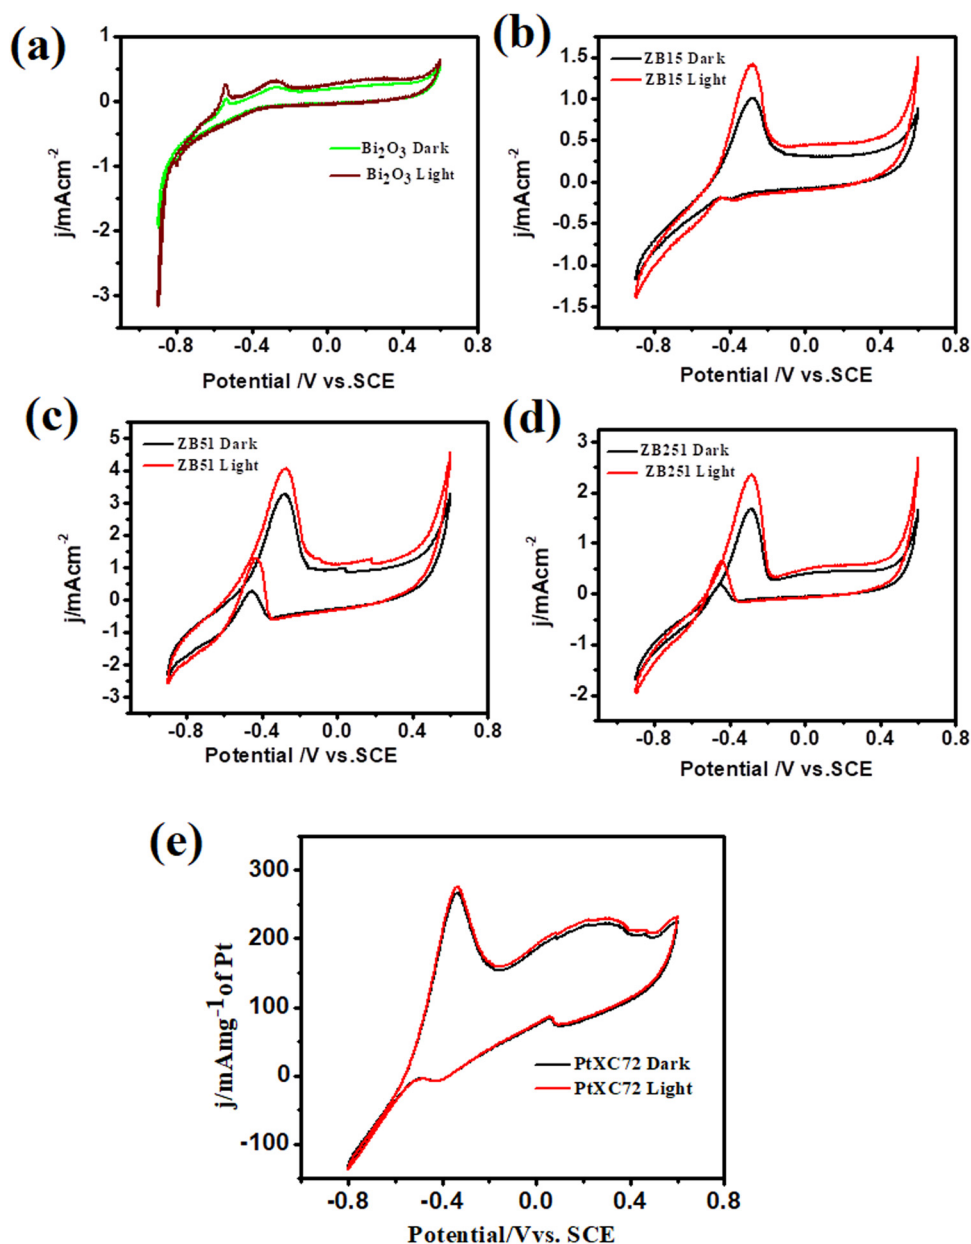 (a)
1
0
-1
-2
-3
j/mAcm-2
Bi2O3 Dark
Bi2O3 Light
-0.8
-0.4
0.0
0.4
0.8
Potential /V vs.SCE
(b)
1.5
1.0
0.5
0.0
-0.5
-1.0
-1.5
j/mAcm-2
ZB15 Dark
ZB15 Light
-0.8
-0.4
0.0
0.4
0.8
Potential /V vs.SCE
(c)
5
4
3
2
1
0
-1
-2
-3
j/mAcm-2
ZB51 Dark
ZB51 Light
-0.8
-0.4
0.0
0.4
0.8
Potential /V vs.SCE
(d)
3
2
1
0
-1
-2
j/mAcm-2
ZB251 Dark
ZB251 Light
-0.8
-0.4
0.0
0.4
0.8
Potential /V vs.SCE
(e)
300
200
100
0
-100
j/mAmg-1of Pt
PtXC72 Dark
PtXC72 Light
-0.8
-0.4
0.0
0.4
0.8
Potential/Vvs. SCE